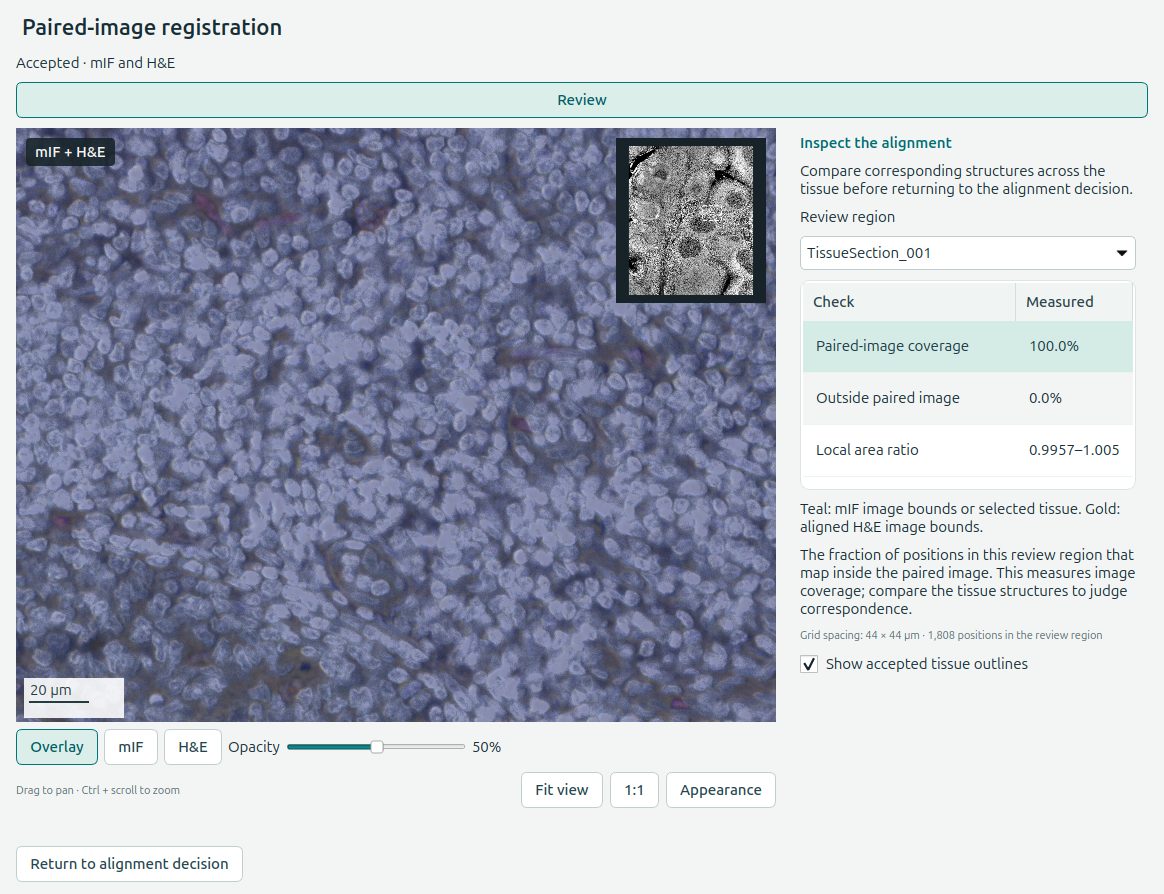 Paired-image registration
Accepted · mIF and H&E
Review
mIF + H&E
20 µm
Overlay
mIF
H&E
Opacity
50%
Drag to pan · Ctrl + scroll to zoom
Fit view
1:1
Appearance
Return to alignment decision
Inspect the alignment
Compare corresponding structures across the
tissue before returning to the alignment decision.
Review region
TissueSection_001
Check Measured
Paired-image coverage 100.0%
Outside paired image 0.0%
Local area ratio 0.9957–1.005
Teal: mIF image bounds or selected tissue. Gold:
aligned H&E image bounds.
The fraction of positions in this review region that
map inside the paired image. This measures image
coverage; compare the tissue structures to judge
correspondence.
Grid spacing: 44 × 44 µm · 1,808 positions in the review region
Show accepted tissue outlines